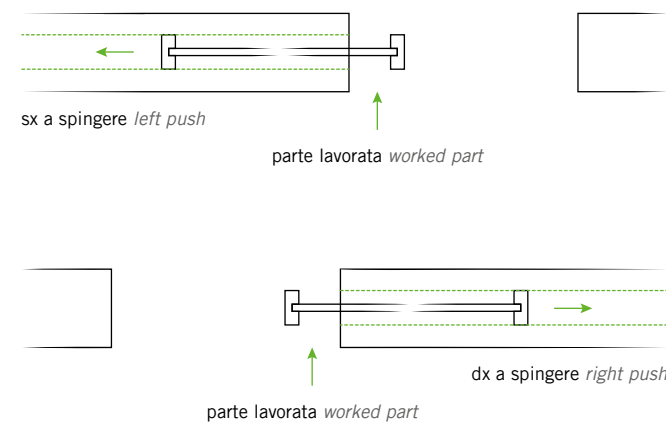 sx a spingere left push
parte lavorata worked part
dx a spingere right push
parte lavorata worked part